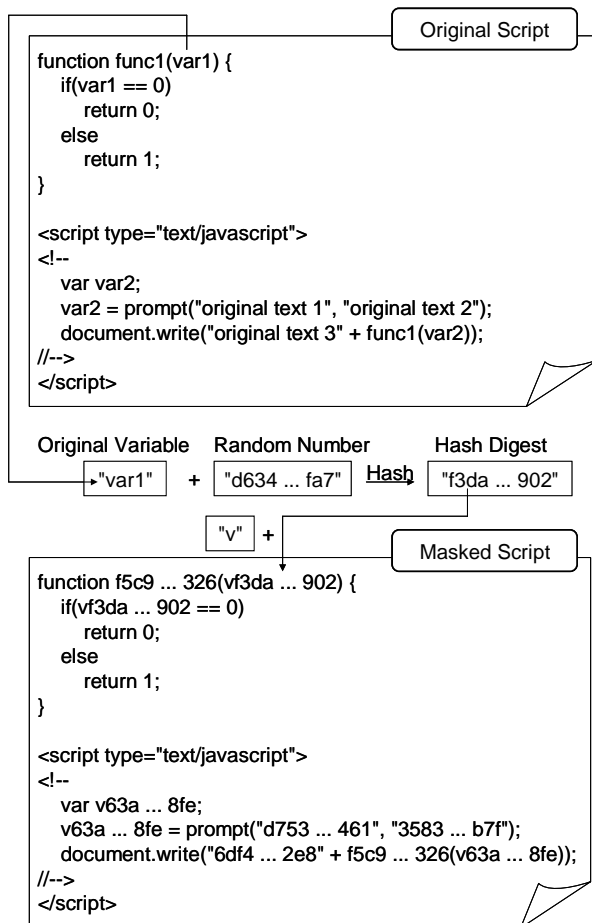 Original Script
function func1(var1) {
if(var1 == 0)
return 0;
else
return 1;
}
<script type="text/javascript">
<!--
var var2;
var2 = prompt("original text 1", "original text 2");
document.write("original text 3" + func1(var2));
//-->
</script>
Original Variable Random Number Hash Digest
"var1" + "d634 ... fa7" Hash "f3da ... 902"
"v" +
Masked Script
function f5c9 ... 326(vf3da ... 902) {
if(vf3da ... 902 == 0)
return 0;
else
return 1;
}
<script type="text/javascript">
<!--
var v63a ... 8fe;
v63a ... 8fe = prompt("d753 ... 461", "3583 ... b7f");
document.write("6df4 ... 2e8" + f5c9 ... 326(v63a ... 8fe));
//-->
</script>